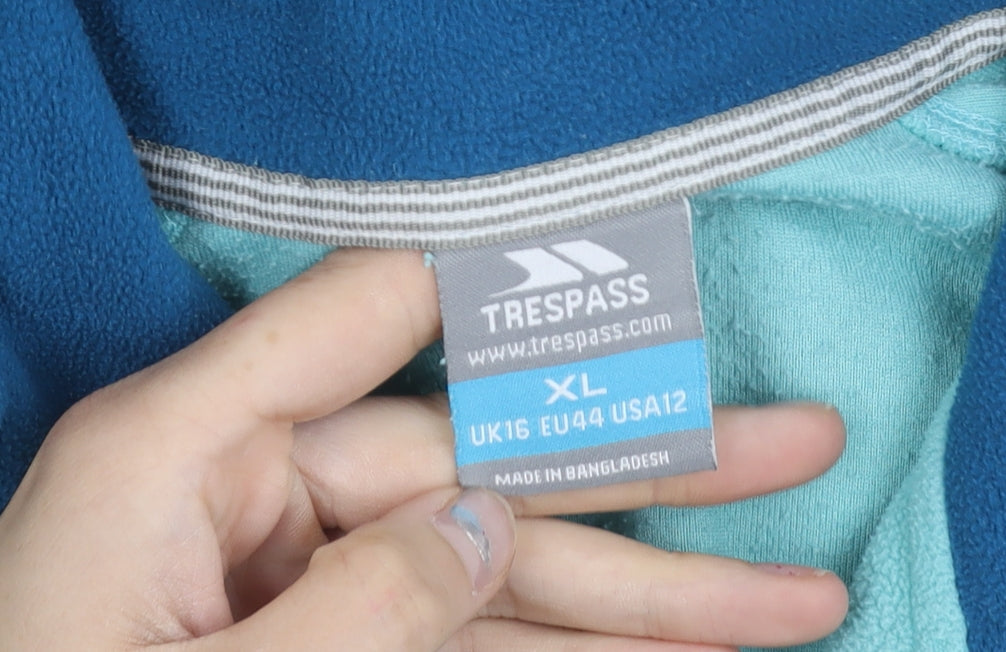 TRESPASS
www.trespass.com
XL
UK16 EU44 USA12
MADE IN BANGLADESH